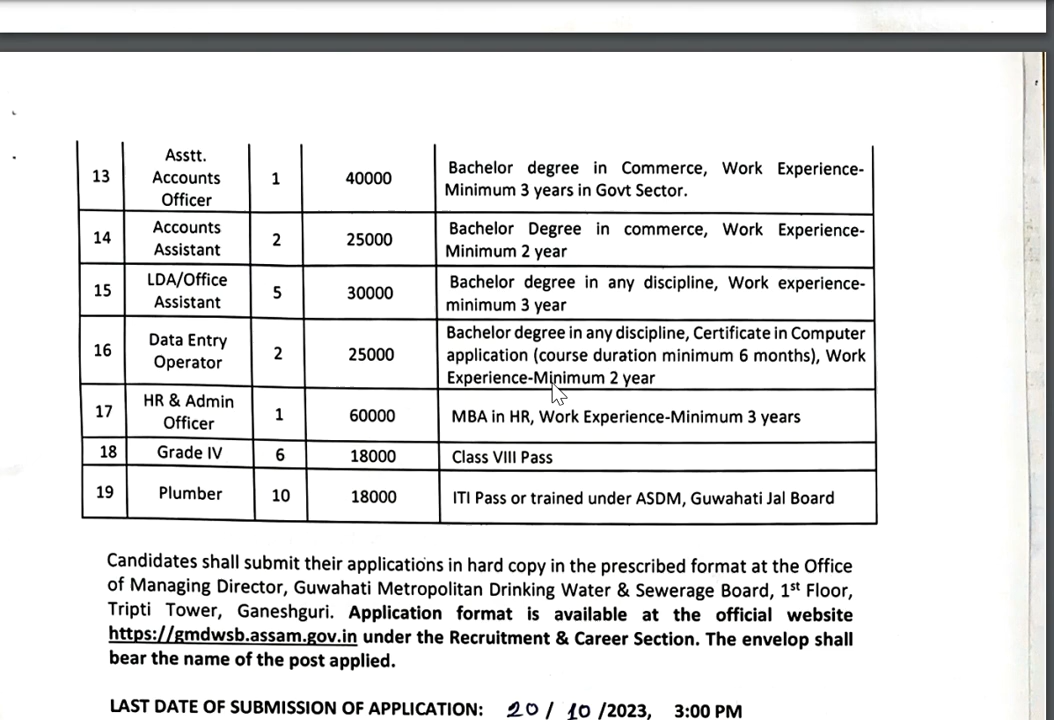 13 Asstt. Accounts Officer 1 40000 Bachelor degree in Commerce, Work Experience-Minimum 3 years in Govt Sector.
14 Accounts Assistant 2 25000 Bachelor Degree in commerce, Work Experience-Minimum 2 year
15 LDA/Office Assistant 5 30000 Bachelor degree in any discipline, Work experience-minimum 3 year
16 Data Entry Operator 2 25000 Bachelor degree in any discipline, Certificate in Computer application (course duration minimum 6 months), Work Experience-Minimum 2 year
17 HR & Admin Officer 1 60000 MBA in HR, Work Experience-Minimum 3 years
18 Grade IV 6 18000 Class VIII Pass
19 Plumber 10 18000 ITI Pass or trained under ASDM, Guwahati Jal Board
Candidates shall submit their applications in hard copy in the prescribed format at the Office
of Managing Director, Guwahati Metropolitan Drinking Water & Sewerage Board, 1st Floor,
Tripti Tower, Ganeshguri. Application format is available at the official website
https://gmdwsb.assam.gov.in under the Recruitment & Career Section. The envelop shall
bear the name of the post applied.
LAST DATE OF SUBMISSION OF APPLICATION: 20/10/2023, 3:00 PM